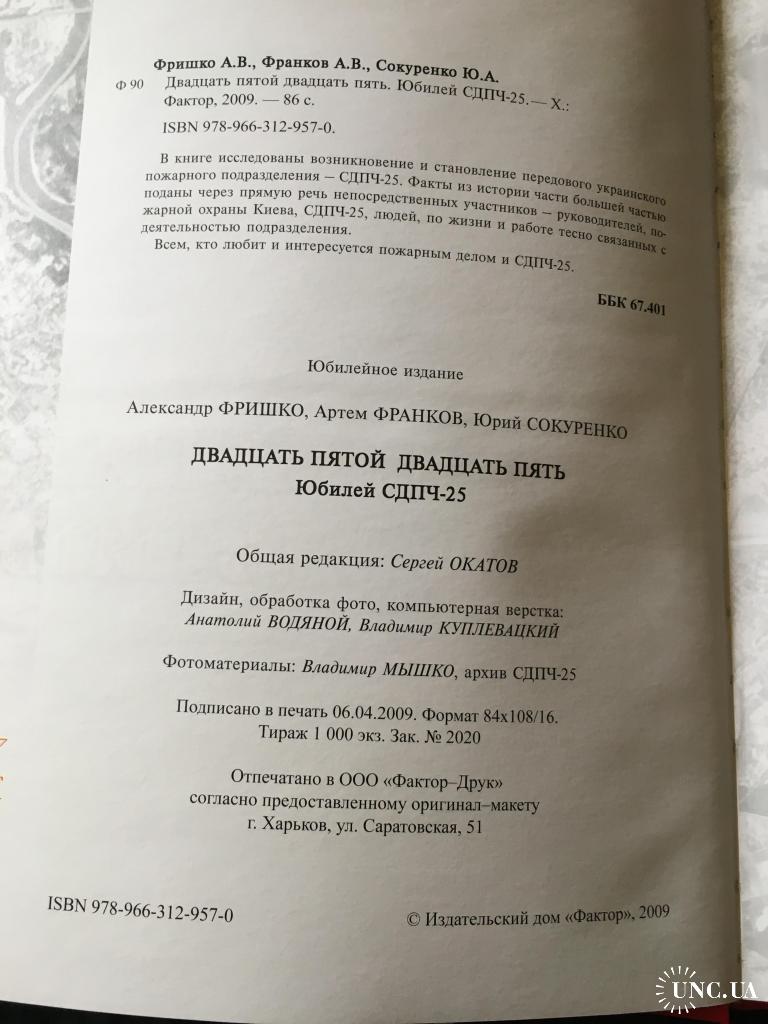 Фришко А.В., Франков А.В., Сокуренко Ю.А.
Ф 90 Двадцать пятой двадцать пять. Юбилей СДПЧ-25. — Х.:
Фактор, 2009. — 86 с.
ISBN 978-966-312-957-0.
В книге исследованы возникновение и становление передового украинского
пожарного подразделения – СДПЧ-25. Факты из истории части большей частью
поданы через прямую речь непосредственных участников – руководителей, по-
жарной охраны Киева, СДПЧ-25, людей, по жизни и работе тесно связанных с
деятельностью подразделения.
Всем, кто любит и интересуется пожарным делом и СДПЧ-25.
ББК 67.401
Юбилейное издание
Александр ФРИШКО, Артем ФРАНКОВ, Юрий СОКУРЕНКО
ДВАДЦАТЬ ПЯТОЙ ДВАДЦАТЬ ПЯТЬ
Юбилей СДПЧ-25
Общая редакция: Сергей ОКАТОВ
Дизайн, обработка фото, компьютерная верстка:
Анатолий ВОДЯНОЙ, Владимир КУПЛЕВАЦКИЙ
Фотоматериалы: Владимир МЫШКО, архив СДПЧ-25
Подписано в печать 06.04.2009. Формат 84х108/16.
Тираж 1 000 экз. Зак. № 2020
Отпечатано в ООО «Фактор–Друк»
согласно предоставленному оригинал–макету
г. Харьков, ул. Саратовская, 51
ISBN 978-966-312-957-0
© Издательский дом «Фактор», 2009
UNC.UA